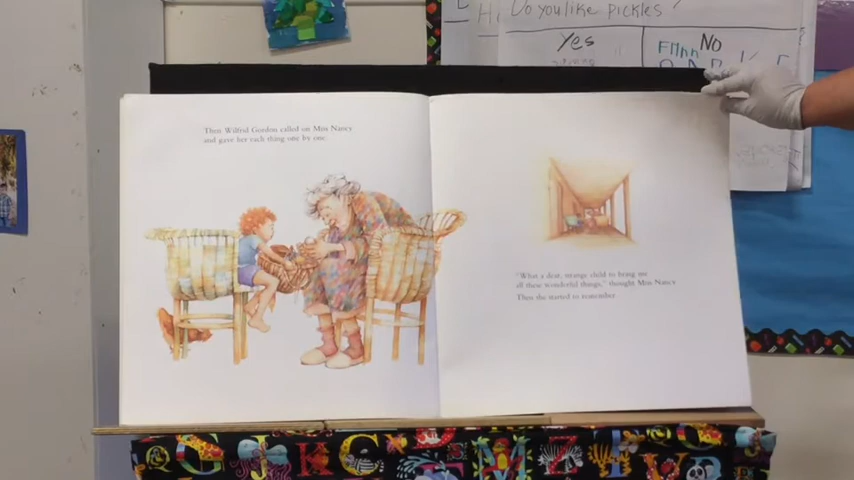 Do you like pickles?
Yes
No
Then Wilfrid Gordon called on Miss Nancy
and gave her each thing one by one.
"What a dear, strange child to bring me
all these wonderful things," thought Miss Nancy.
Then she started to remember.